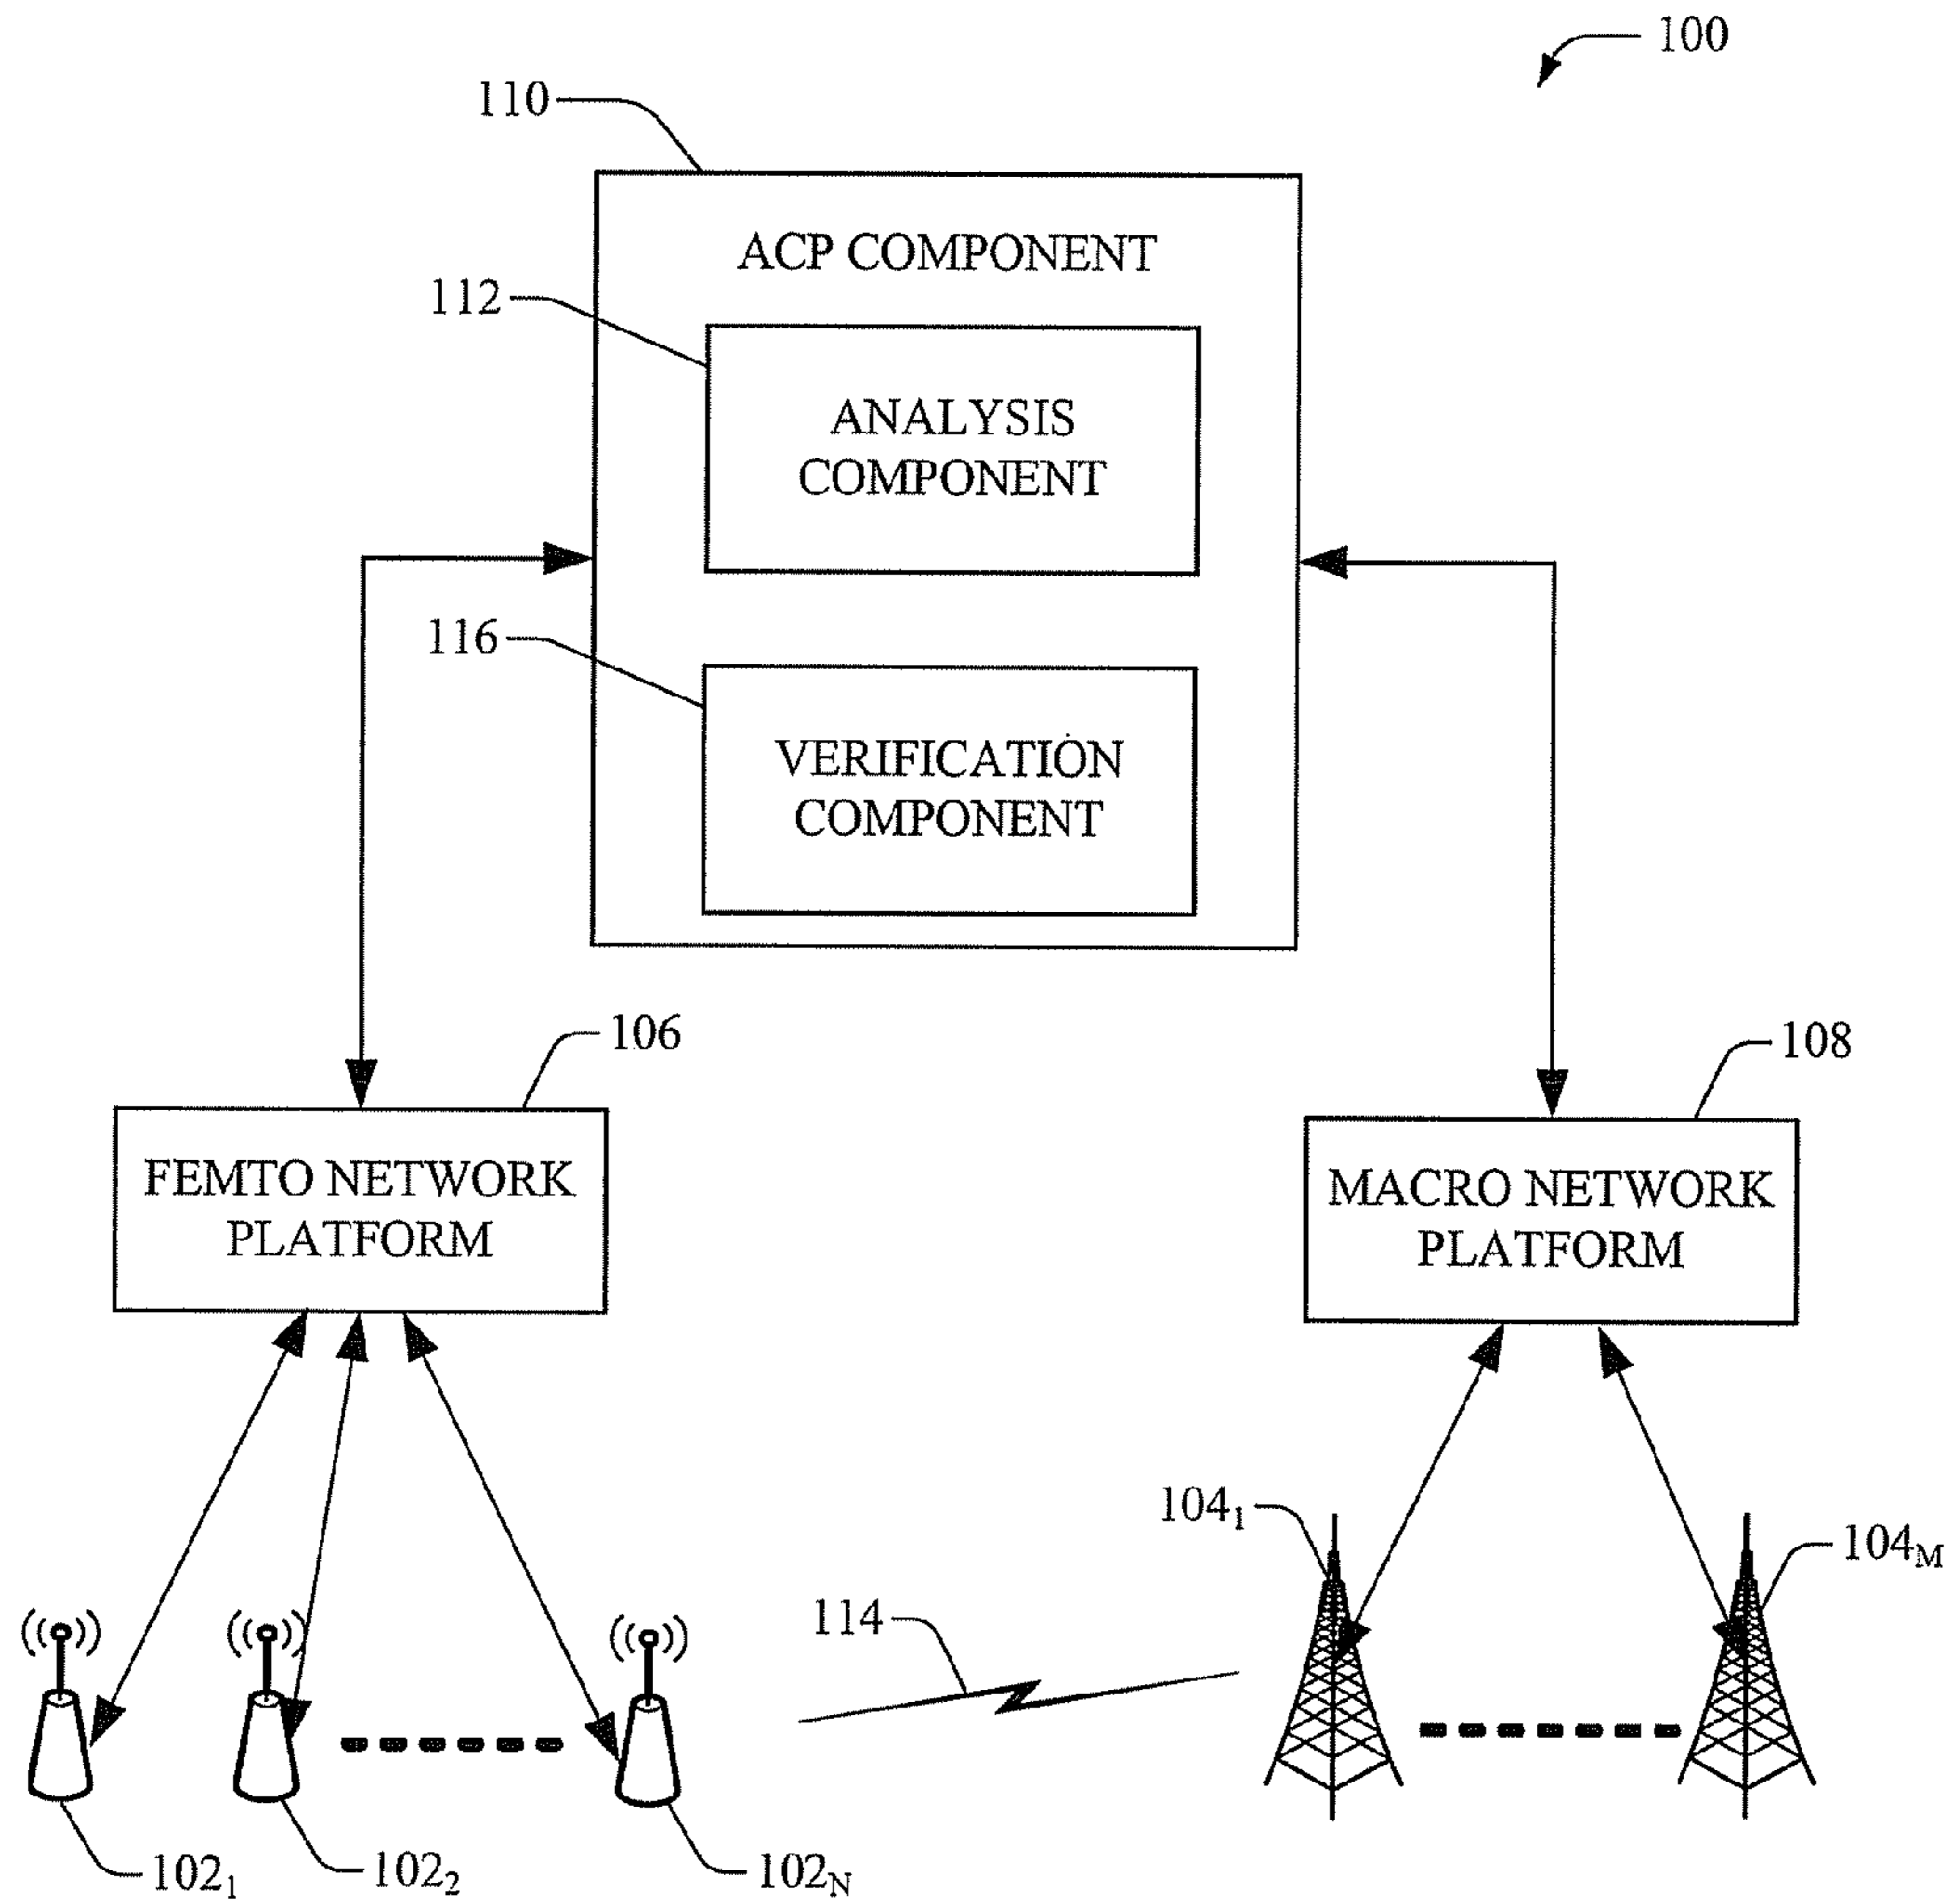 100
110
ACP COMPONENT
112
ANALYSIS
COMPONENT
116
VERIFICATION
COMPONENT
106
108
FEMTO NETWORK
PLATFORM
MACRO NETWORK
PLATFORM
104₁
104M
114
102₁
102₂
102N